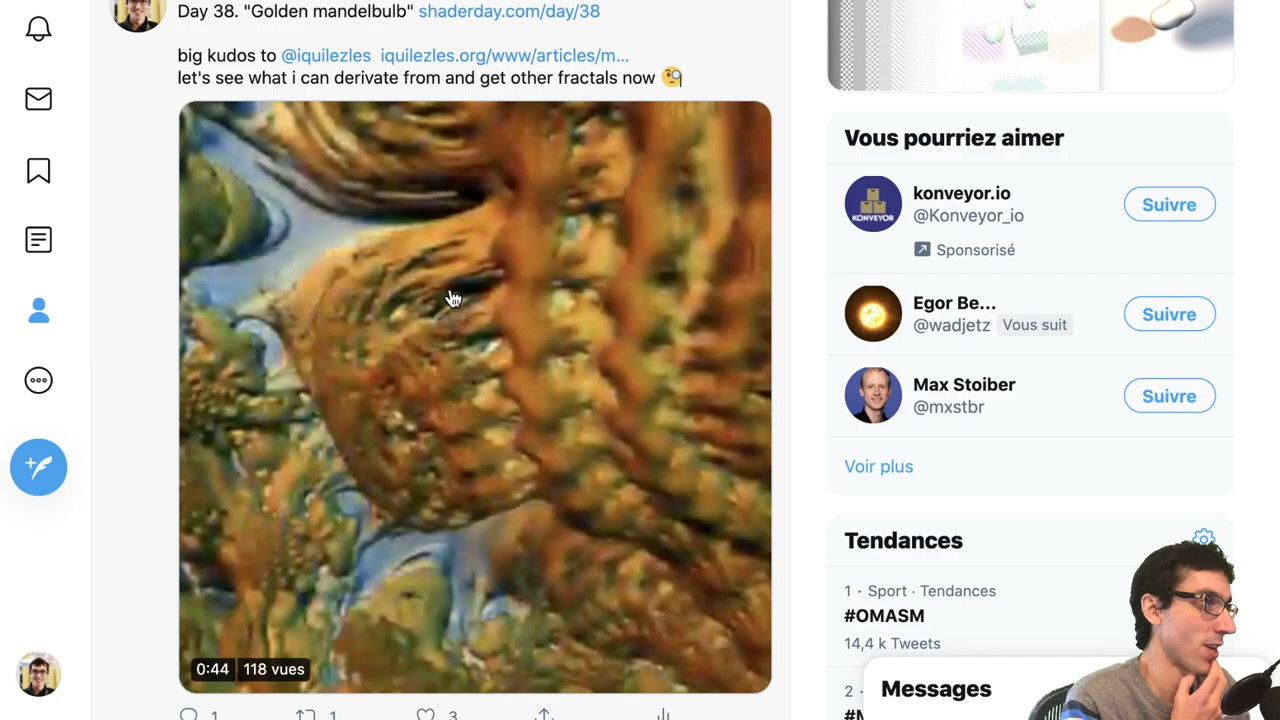 Day 38. "Golden mandelbulb" shaderday.com/day/38
big kudos to @iquilezles iquilezles.org/www/articles/m...
let's see what i can derivate from and get other fractals now 🧐
0:44 118 vues
1 1 3
Vous pourriez aimer
KONVEYOR
konveyor.io
@Konveyor_io
Suivre
Sponsorisé
Egor Be...
@wadjetz Vous suit
Suivre
Max Stoiber
@mxstbr
Suivre
Voir plus
Tendances
1 · Sport · Tendances
#OMASM
14,4 k Tweets
2 ·
Messages